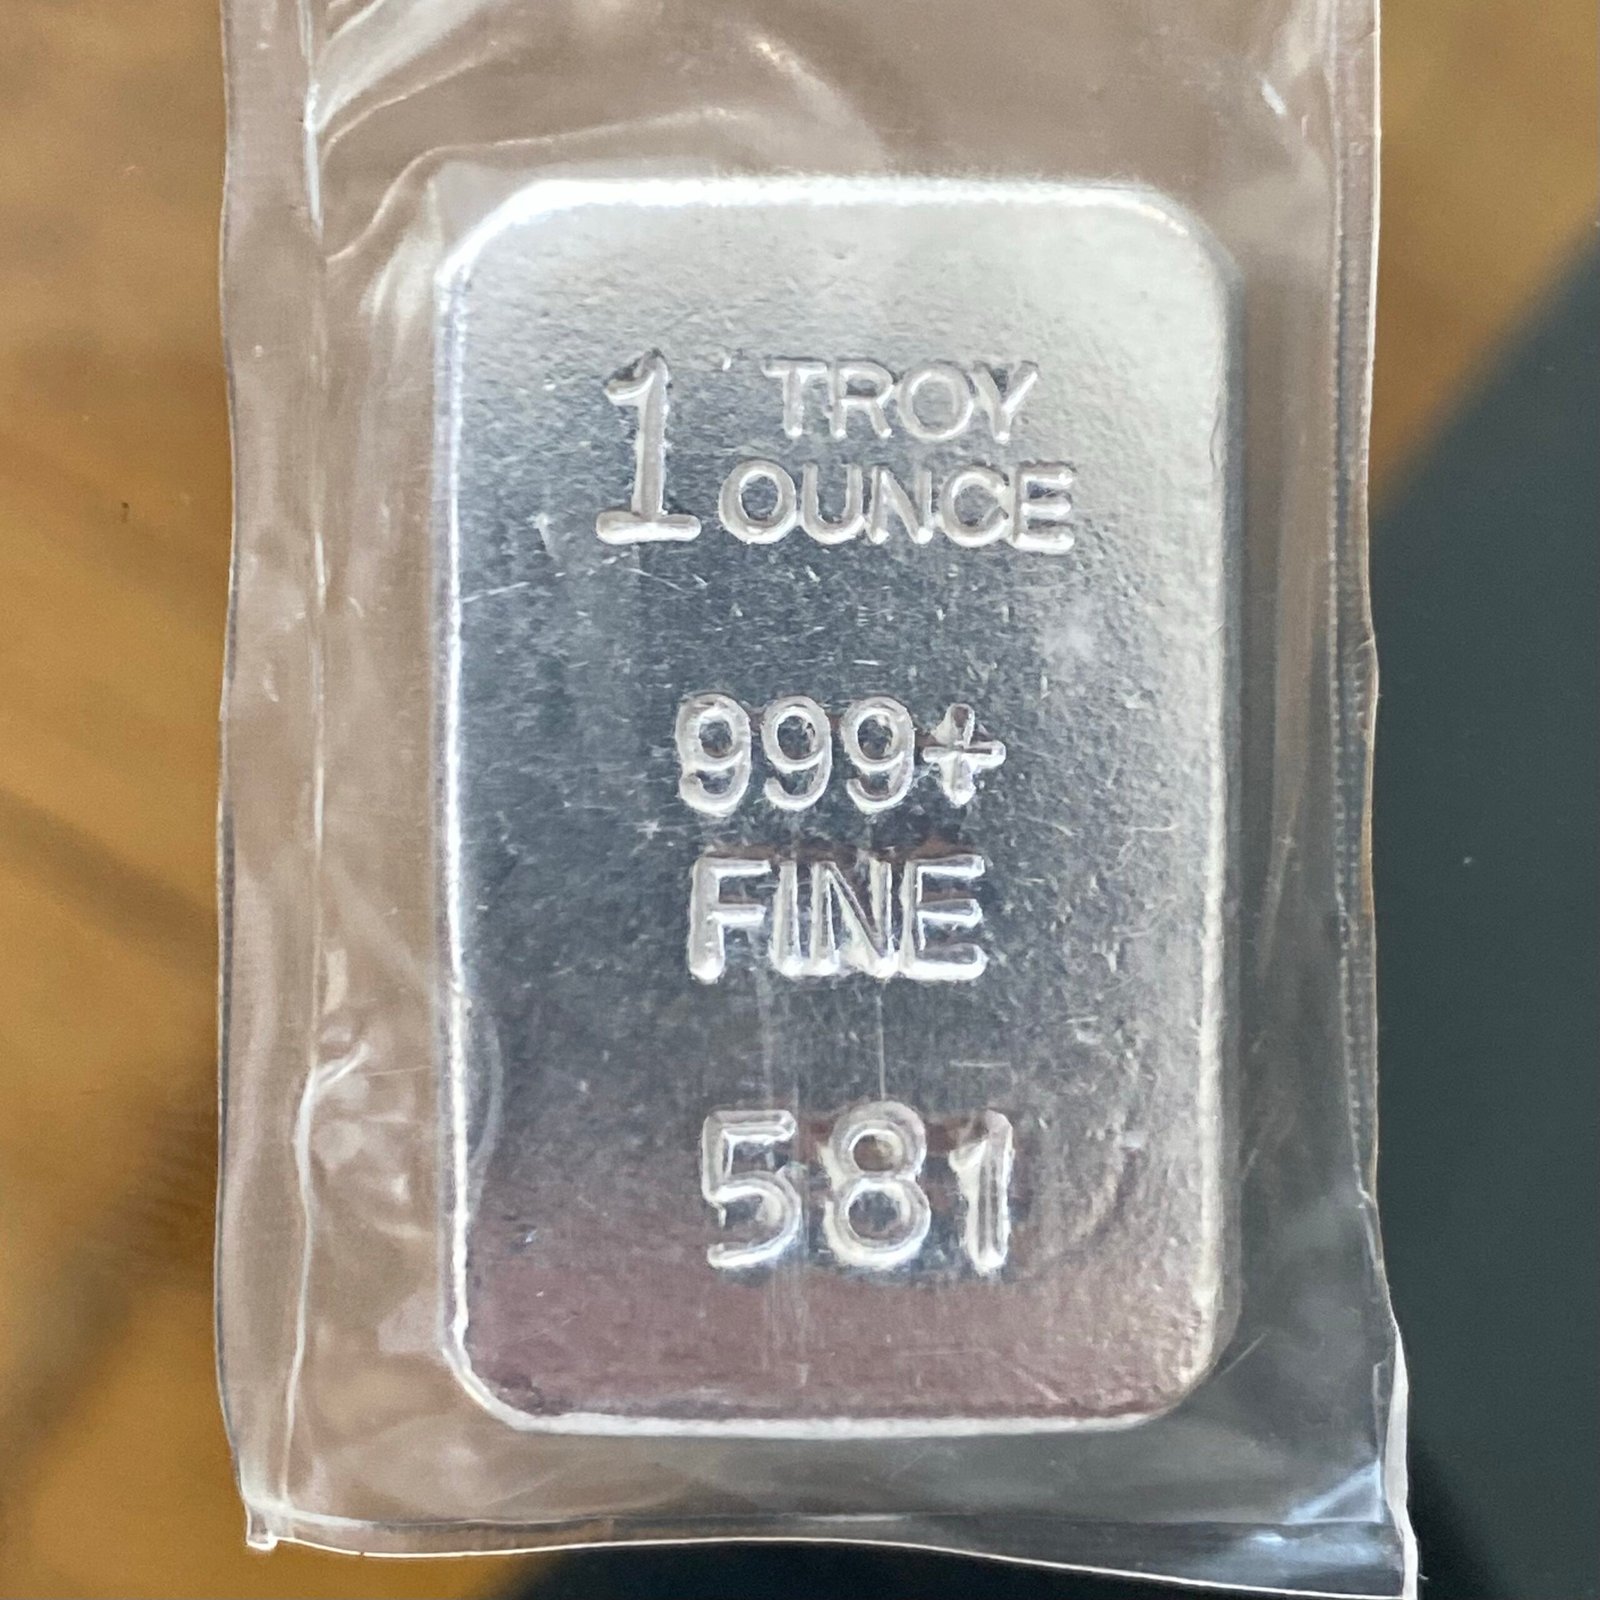 1 TROY
OUNCE
999+
FINE
581